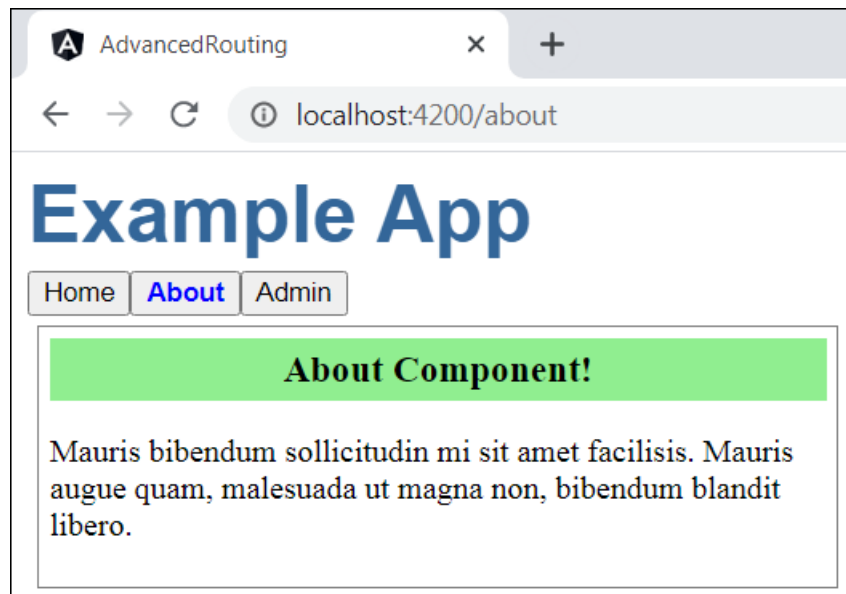 AdvancedRouting
localhost:4200/about
Example App
Home About Admin
About Component!
Mauris bibendum sollicitudin mi sit amet facilisis. Mauris
augue quam, malesuada ut magna non, bibendum blandit
libero.